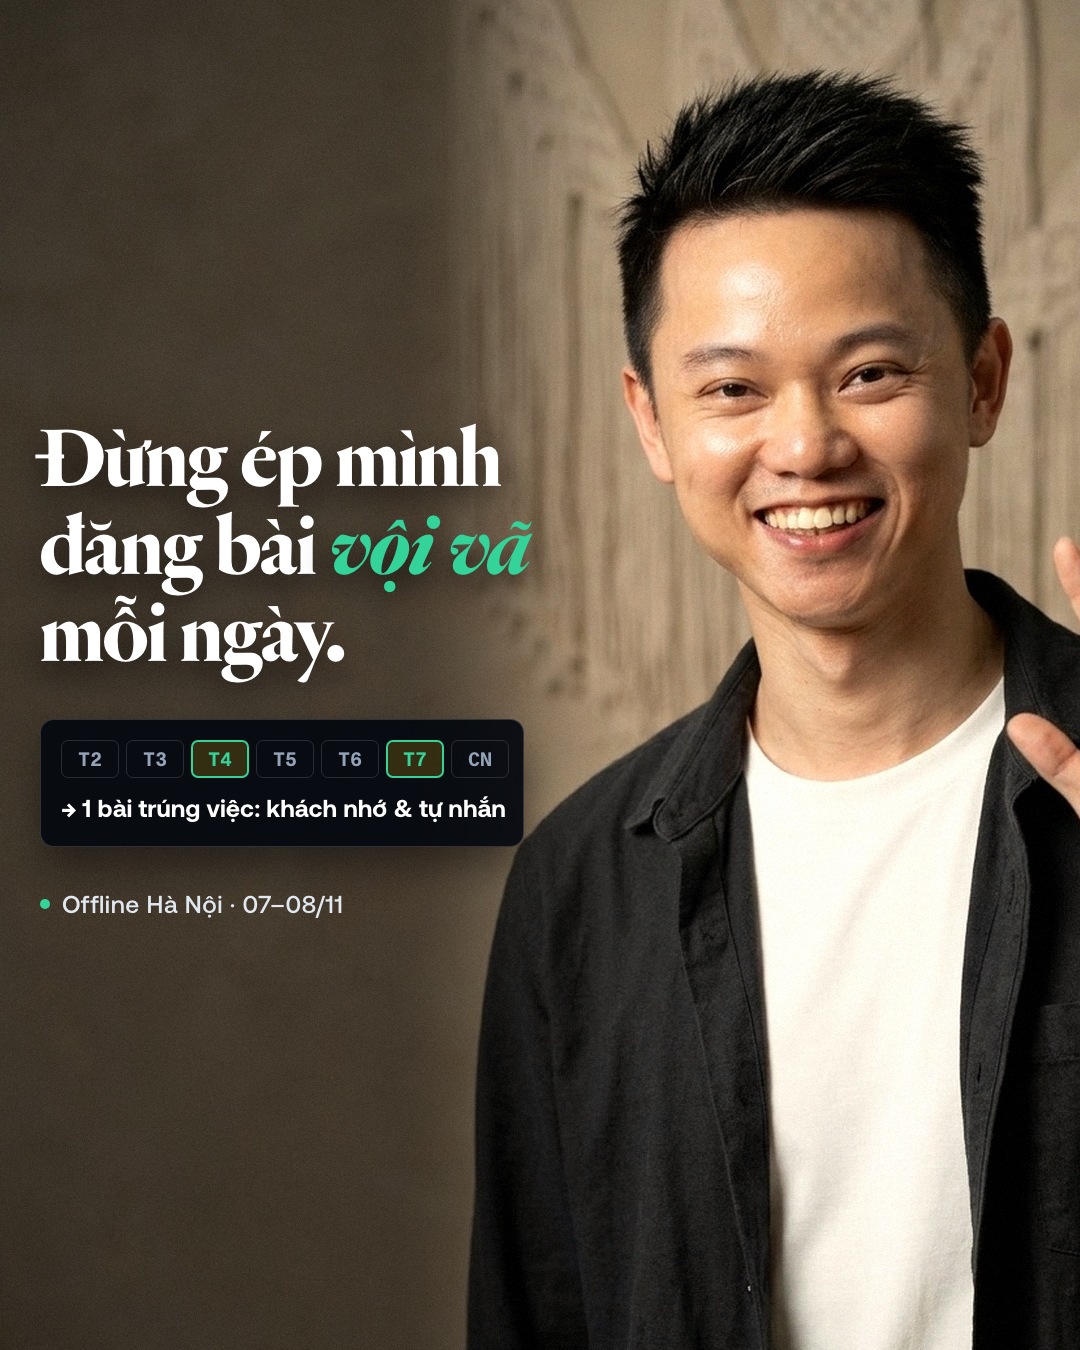 Đừng ép mình
đăng bài vội vã
mỗi ngày.
T2 T3 T4 T5 T6 T7 CN
→ 1 bài trúng việc: khách nhớ & tự nhắn
Offline Hà Nội · 07–08/11